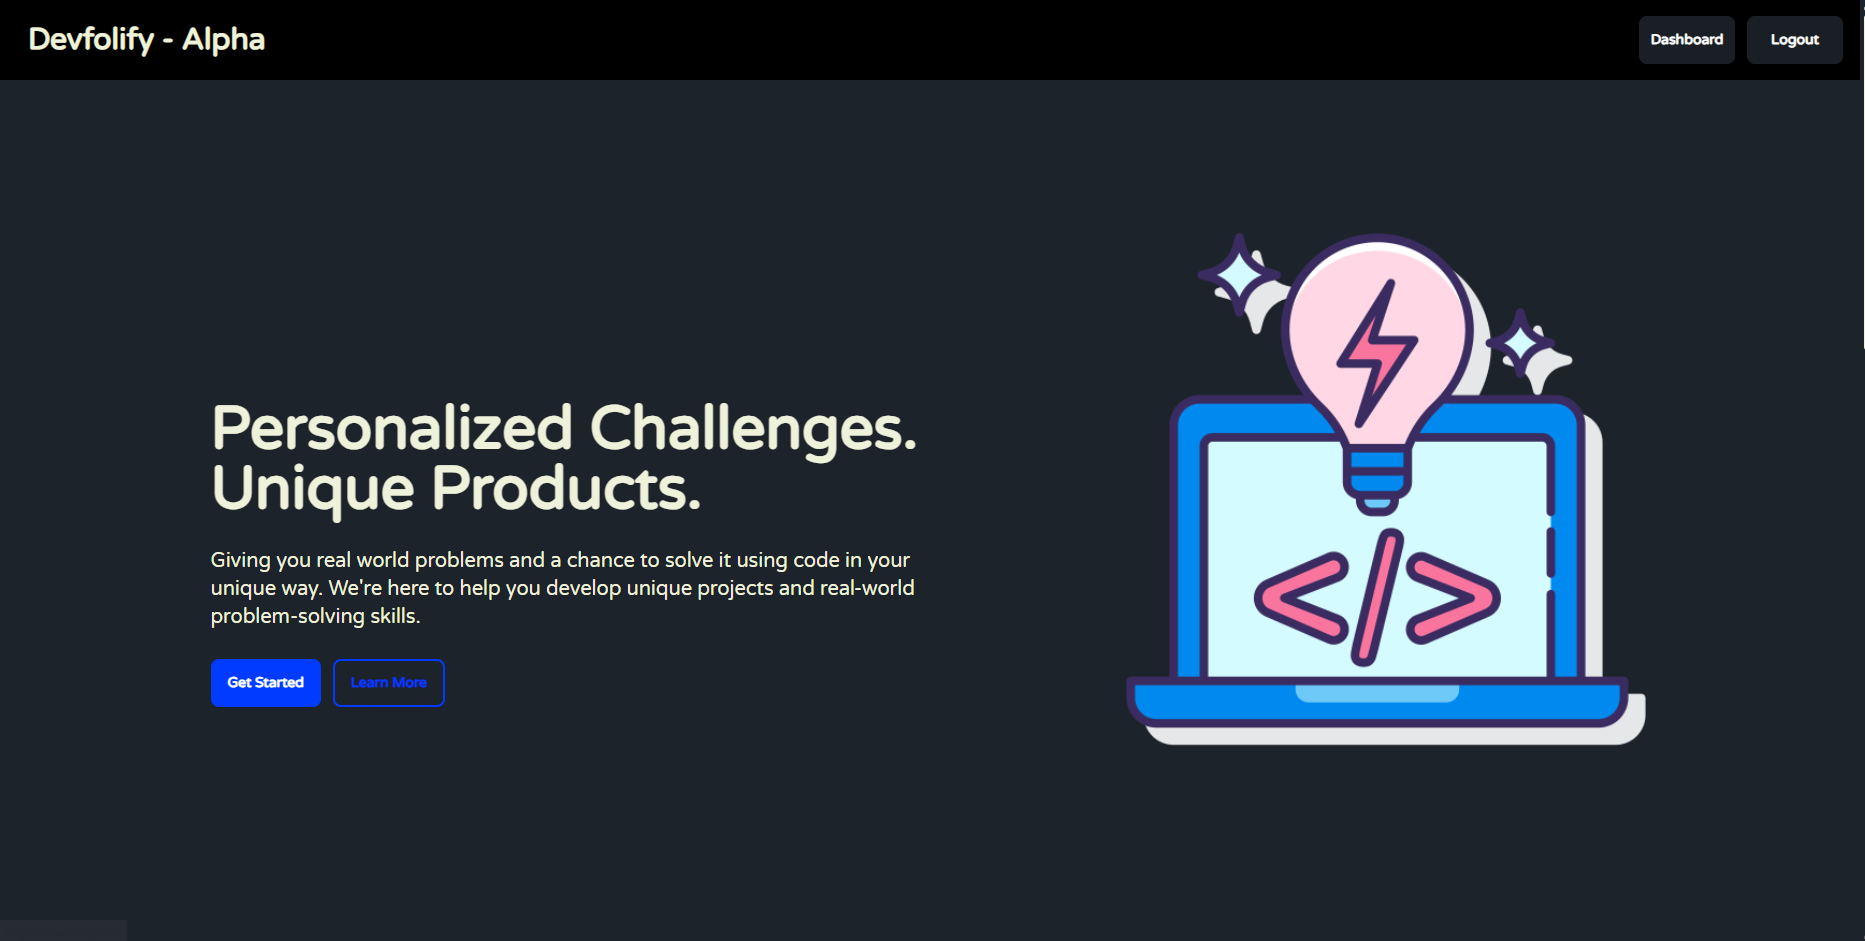 Devfolify - Alpha
Dashboard
Logout
Personalized Challenges.
Unique Products.
Giving you real world problems and a chance to solve it using code in your
unique way. We're here to help you develop unique projects and real-world
problem-solving skills.
Get Started
Learn More
</>